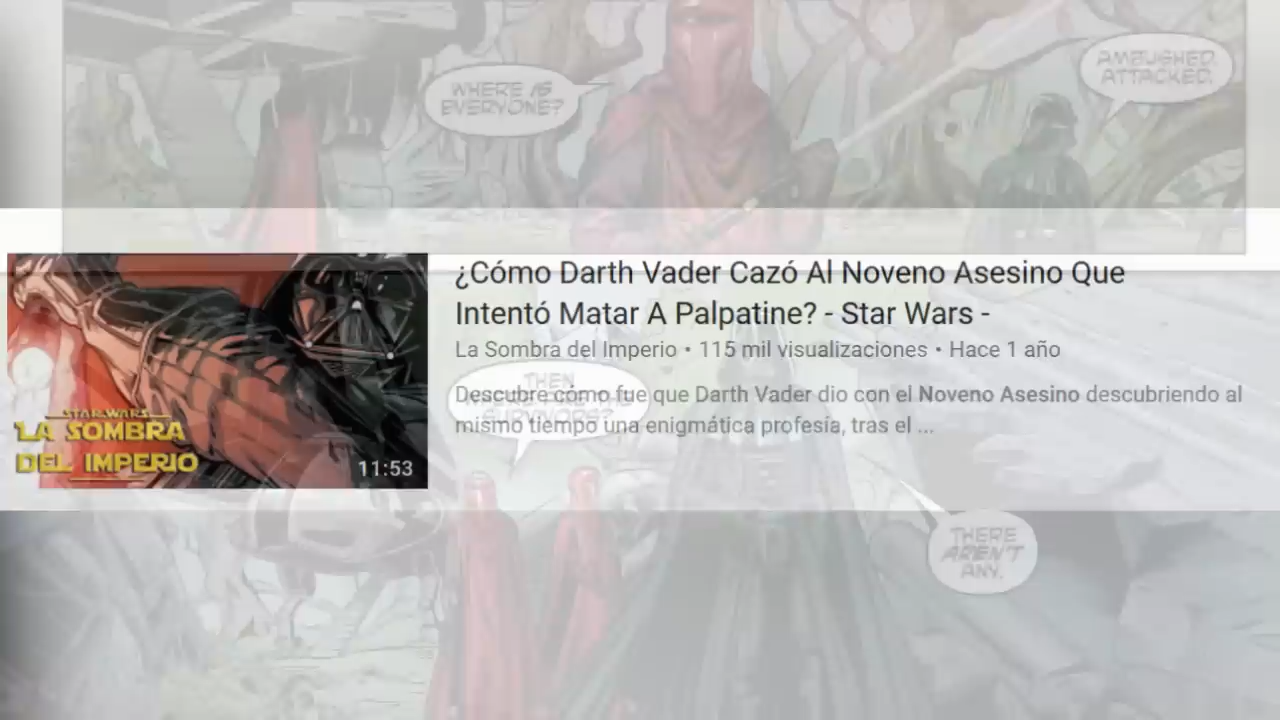 WHERE IS
EVERYONE?
AMBUSHED.
ATTACKED.
¿Cómo Darth Vader Cazó Al Noveno Asesino Que
Intentó Matar A Palpatine? - Star Wars -
La Sombra del Imperio • 115 mil visualizaciones • Hace 1 año
THEN
SURVIVORS?
Descubre cómo fue que Darth Vader dio con el Noveno Asesino descubriendo al
mismo tiempo una enigmática profesía, tras el ...
STAR WARS
LA SOMBRA
DEL IMPERIO
11:53
THERE
AREN'T
ANY.